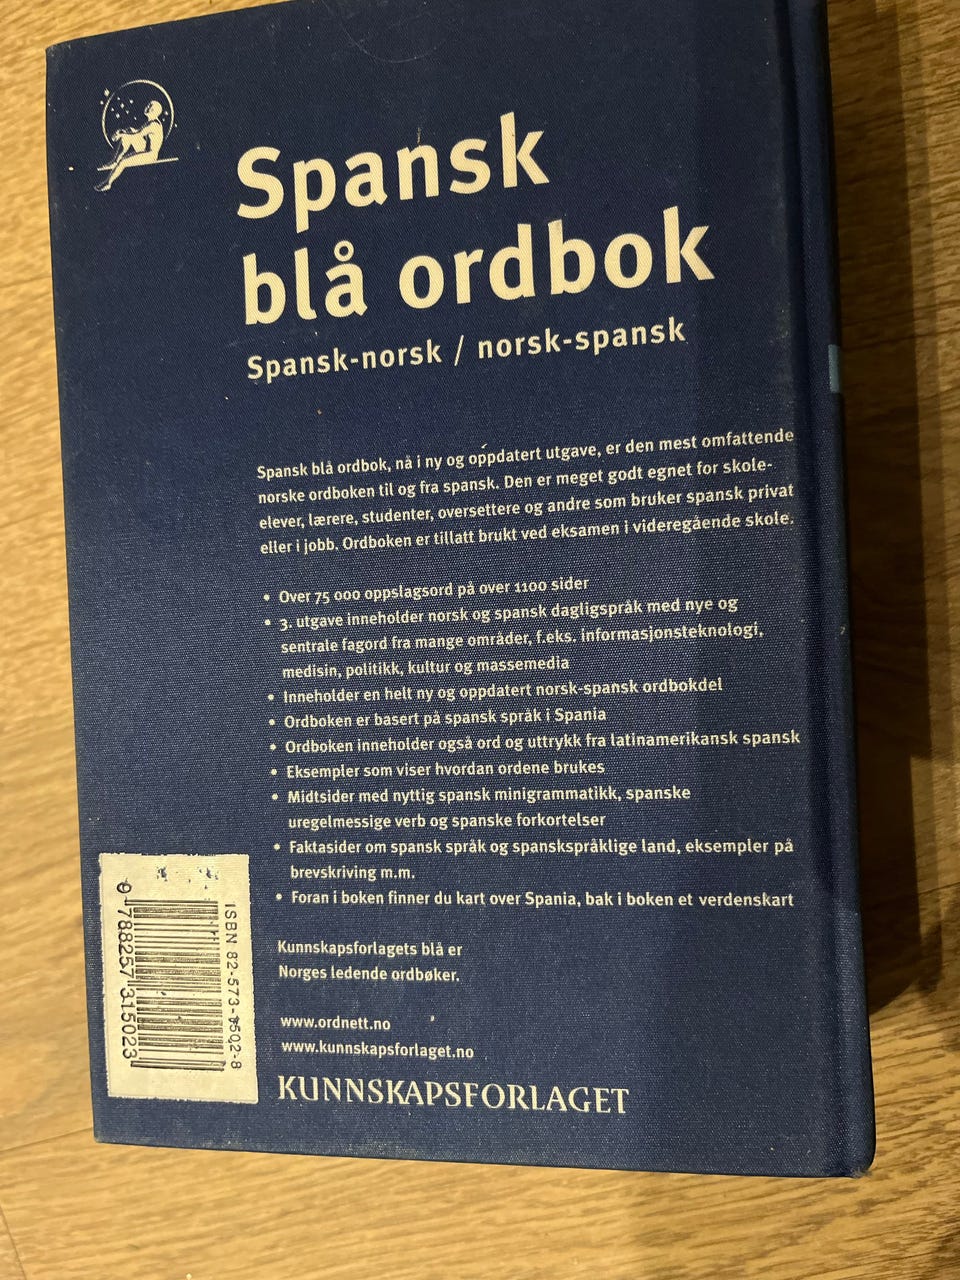 Spansk
blå ordbok
Spansk-norsk / norsk-spansk
Spansk blå ordbok, nå i ny og oppdatert utgave, er den mest omfattende
norske ordboken til og fra spansk. Den er meget godt egnet for skole-
elever, lærere, studenter, oversettere og andre som bruker spansk privat
eller i jobb. Ordboken er tillatt brukt ved eksamen i videregående skole.
• Over 75 000 oppslagsord på over 1100 sider
• 3. utgave inneholder norsk og spansk dagligspråk med nye og
sentrale fagord fra mange områder, f.eks. informasjonsteknologi,
medisin, politikk, kultur og massemedia
• Inneholder en helt ny og oppdatert norsk-spansk ordbokdel
• Ordboken er basert på spansk språk i Spania
• Ordboken inneholder også ord og uttrykk fra latinamerikansk spansk
• Eksempler som viser hvordan ordene brukes
• Midtsider med nyttig spansk minigrammatikk, spanske
uregelmessige verb og spanske forkortelser
• Faktasider om spansk språk og spanskspråklige land, eksempler på
brevskriving m.m.
• Foran i boken finner du kart over Spania, bak i boken et verdenskart
Kunnskapsforlagets blå er
Norges ledende ordbøker.
www.ordnett.no
www.kunnskapsforlaget.no
KUNNSKAPSFORLAGET
ISBN 82-573-1502-8
9 788257 315023